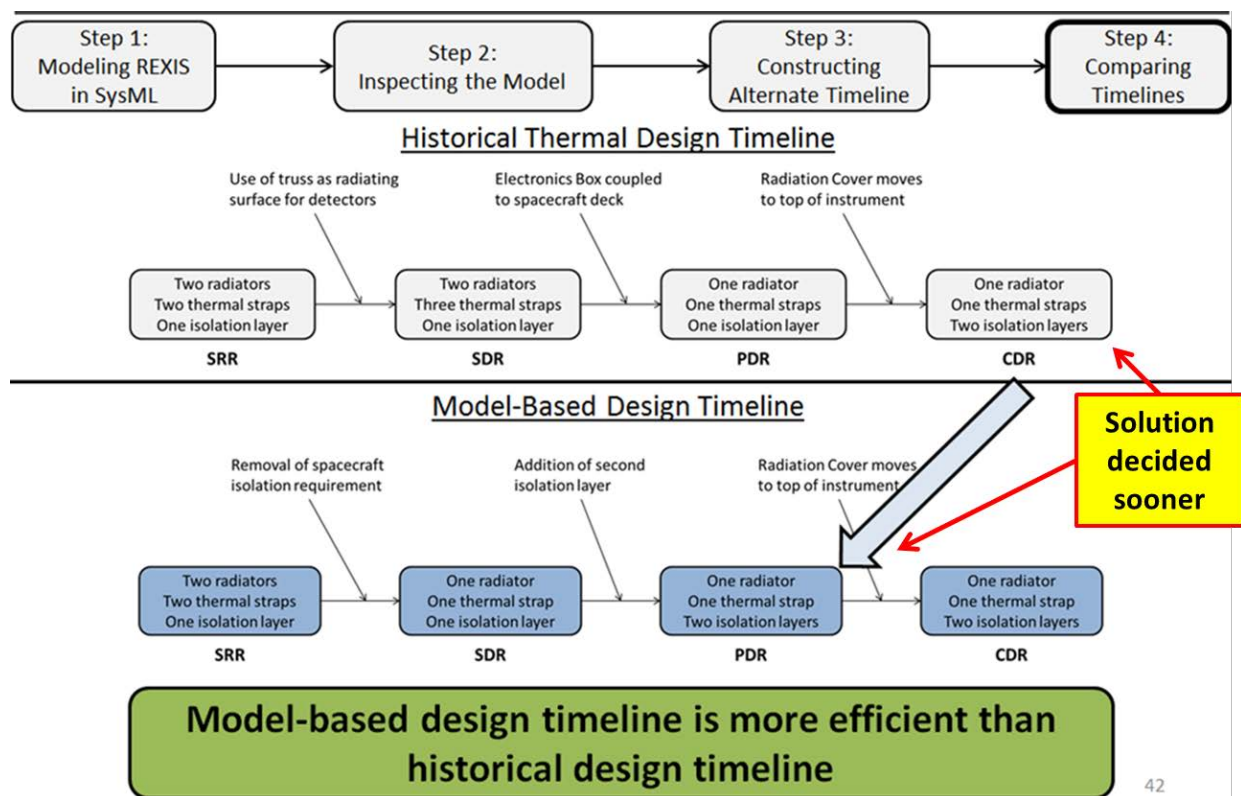 Step 1:
Modeling REXIS
in SysML
Step 2:
Inspecting the Model
Step 3:
Constructing
Alternate Timeline
Step 4:
Comparing
Timelines
Historical Thermal Design Timeline
Use of truss as radiating
surface for detectors
Electronics Box coupled
to spacecraft deck
Radiation Cover moves
to top of instrument
Two radiators
Two thermal straps
One isolation layer
SRR
Two radiators
Three thermal straps
One isolation layer
SDR
One radiator
One thermal straps
One isolation layer
PDR
One radiator
One thermal straps
Two isolation layers
CDR
Solution
decided
sooner
Model-Based Design Timeline
Removal of spacecraft
isolation requirement
Addition of second
isolation layer
Radiation Cover moves
to top of instrument
Two radiators
Two thermal straps
One isolation layer
SRR
One radiator
One thermal strap
One isolation layer
SDR
One radiator
One thermal strap
Two isolation layers
PDR
One radiator
One thermal strap
Two isolation layers
CDR
Model-based design timeline is more efficient than
historical design timeline
42